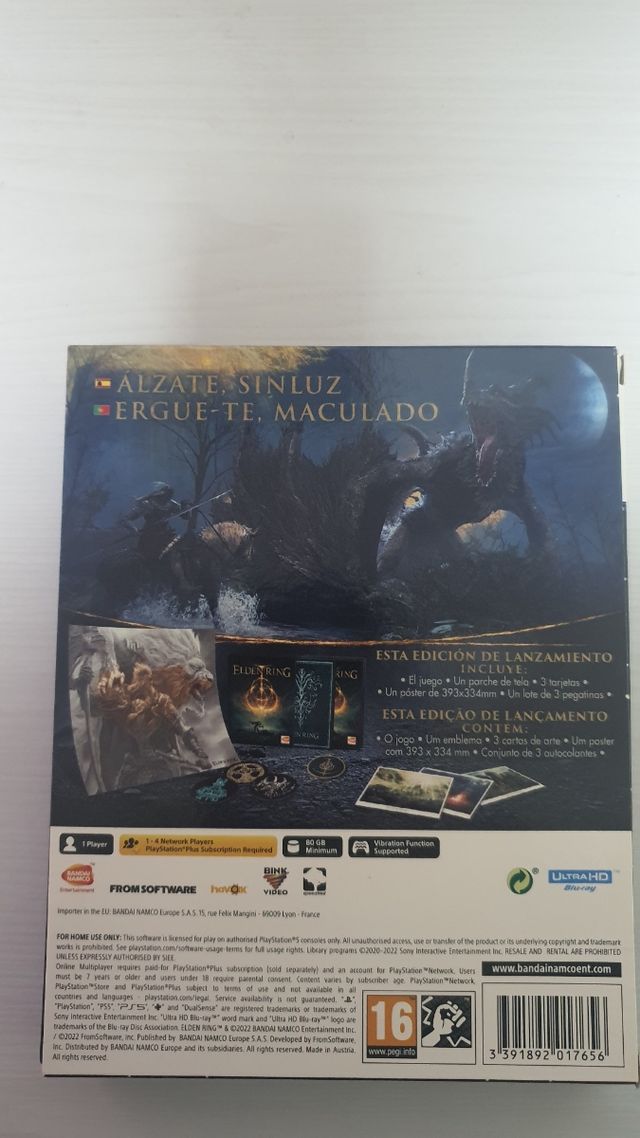 ÁLZATE, SINLUZ
ERGUE-TE, MACULADO
ELDEN RING
ESTA EDICIÓN DE LANZAMIENTO
INCLUYE:
• El juego • Un parche de tela • 3 tarjetas •
• Un póster de 393x334mm • Un lote de 3 pegatinas •
ESTA EDIÇÃO DE LANÇAMENTO
CONTÉM:
• O jogo • Um emblema • 3 cartas de arte • Um poster
com 393 x 334 mm • Conjunto de 3 autocolantes •
1 Player
1 - 4 Network Players
PlayStation®Plus Subscription Required
80 GB
Minimum
Vibration Function
Supported
BANDAI
NAMCO
Entertainment
FROMSOFTWARE
havok
BINK
VIDEO
speedtree
ULTRA HD
Blu-ray™
Importer in the EU: BANDAI NAMCO Europe S.A.S. 15, rue Felix Mangini - 69009 Lyon - France
FOR HOME USE ONLY: This software is licensed for play on authorised PlayStation®5 consoles only. All unauthorised access, use or transfer of the product or its underlying copyright and trademark
works is prohibited. See playstation.com/software-usage-terms for full usage rights. Library programs ©2020-2022 Sony Interactive Entertainment Inc. RESALE AND RENTAL ARE PROHIBITED
UNLESS EXPRESSLY AUTHORISED BY SIEE.
Online Multiplayer requires paid-for PlayStation®Plus subscription (sold separately) and an account for PlayStation™Network. Users
must be 7 years or older and users under 18 require parental consent. Content varies by subscriber age. PlayStation™Network,
PlayStation™Store and PlayStation®Plus subject to terms of use and not available in all
countries and languages - playstation.com/legal. Service availability is not guaranteed.
"PlayStation", "PS5", and "DualSense" are registered trademarks or trademarks of
Sony Interactive Entertainment Inc. "Ultra HD Blu-ray™" word mark and "Ultra HD Blu-ray™" logo are
trademarks of the Blu-ray Disc Association. ELDEN RING™ & ©2022 BANDAI NAMCO Entertainment Inc.
/ ©2022 FromSoftware, Inc. Published by BANDAI NAMCO Europe S.A.S. Developed by FromSoftware,
Inc. Distributed by BANDAI NAMCO Europe and its subsidiaries. All rights reserved. Made in Austria.
All rights reserved.
www.bandainamcoent.com
16
www.pegi.info
3 391892 017656